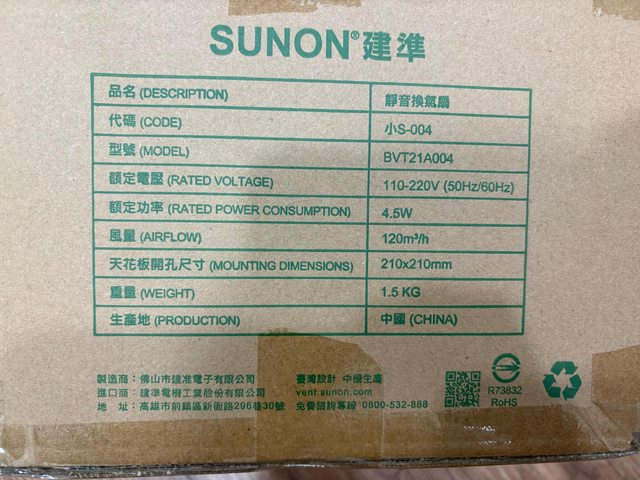 SUNON®建準
品名 (DESCRIPTION) 靜音換氣扇
代碼 (CODE) 小S-004
型號 (MODEL) BVT21A004
額定電壓 (RATED VOLTAGE) 110-220V (50Hz/60Hz)
額定功率 (RATED POWER CONSUMPTION) 4.5W
風量 (AIRFLOW) 120m³/h
天花板開孔尺寸 (MOUNTING DIMENSIONS) 210x210mm
重量 (WEIGHT) 1.5 KG
生產地 (PRODUCTION) 中國 (CHINA)
製造商：佛山市建准電子有限公司 臺灣設計 中國生產
進口商：建準電機工業股份有限公司 vent.sunon.com
地 址：高雄市前鎮區新衙路296巷30號 免費諮詢專線 0800-532-888
R73832
RoHS